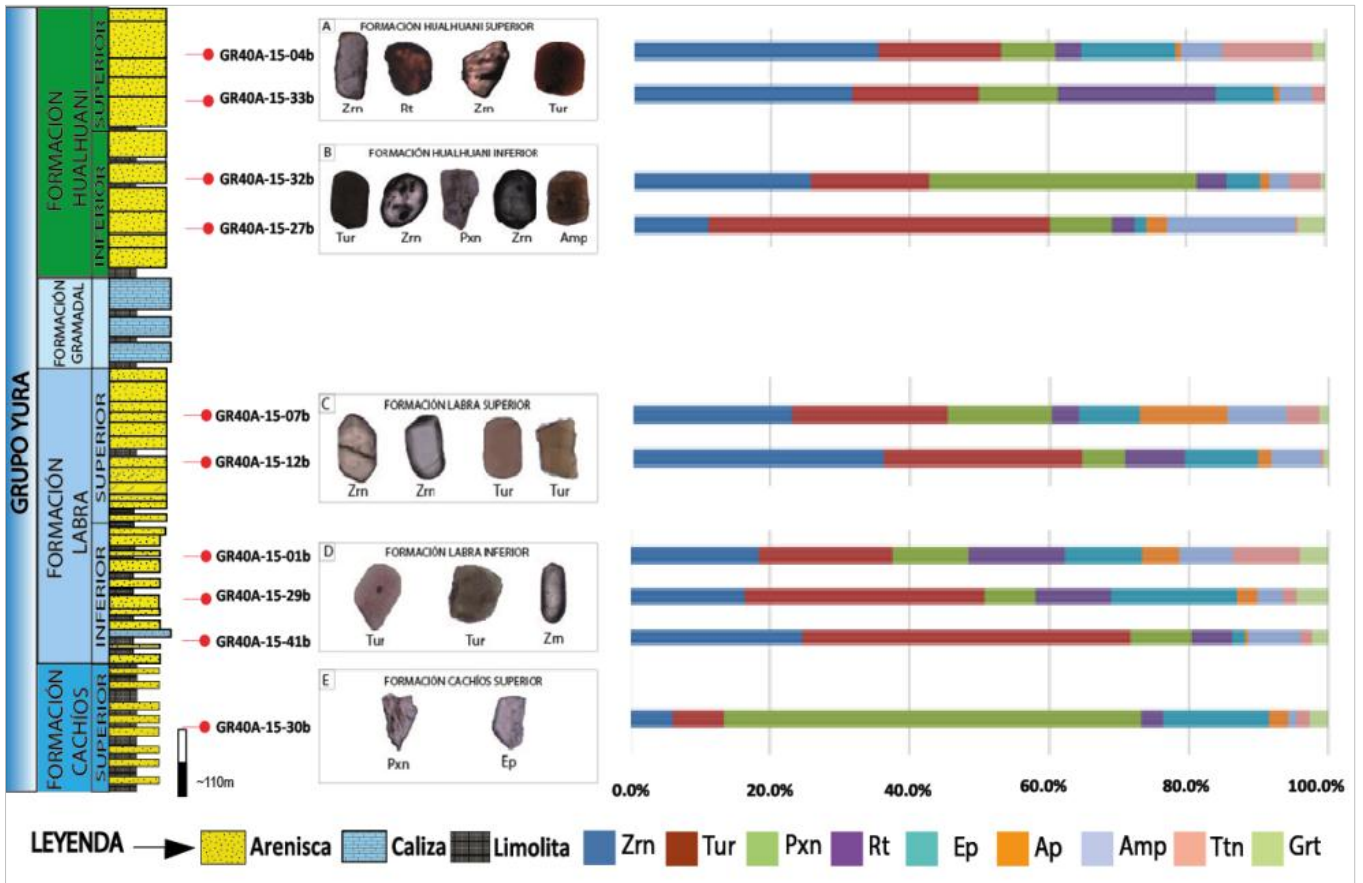 GRUPO YURA
FORMACION
HUALHUANI
SUPERIOR
INFERIOR
FORMACIÓN
GRAMADAL
FORMACIÓN
LABRA
SUPERIOR
INFERIOR
FORMACIÓN
CACHÍOS
SUPERIOR
~110m
GR40A-15-04b
GR40A-15-33b
GR40A-15-32b
GR40A-15-27b
GR40A-15-07b
GR40A-15-12b
GR40A-15-01b
GR40A-15-29b
GR40A-15-41b
GR40A-15-30b
A FORMACIÓN HUALHUANI SUPERIOR
Zrn Rt Zrn Tur
B FORMACIÓN HUALHUANI INFERIOR
Tur Zrn Pxn Zrn Amp
C FORMACIÓN LABRA SUPERIOR
Zrn Zrn Tur Tur
D FORMACIÓN LABRA INFERIOR
Tur Tur Zrn
E FORMACIÓN CACHÍOS SUPERIOR
Pxn Ep
0.0% 20.0% 40.0% 60.0% 80.0% 100.0%
LEYENDA Arenisca Caliza Limolita Zrn Tur Pxn Rt Ep Ap Amp Ttn Grt